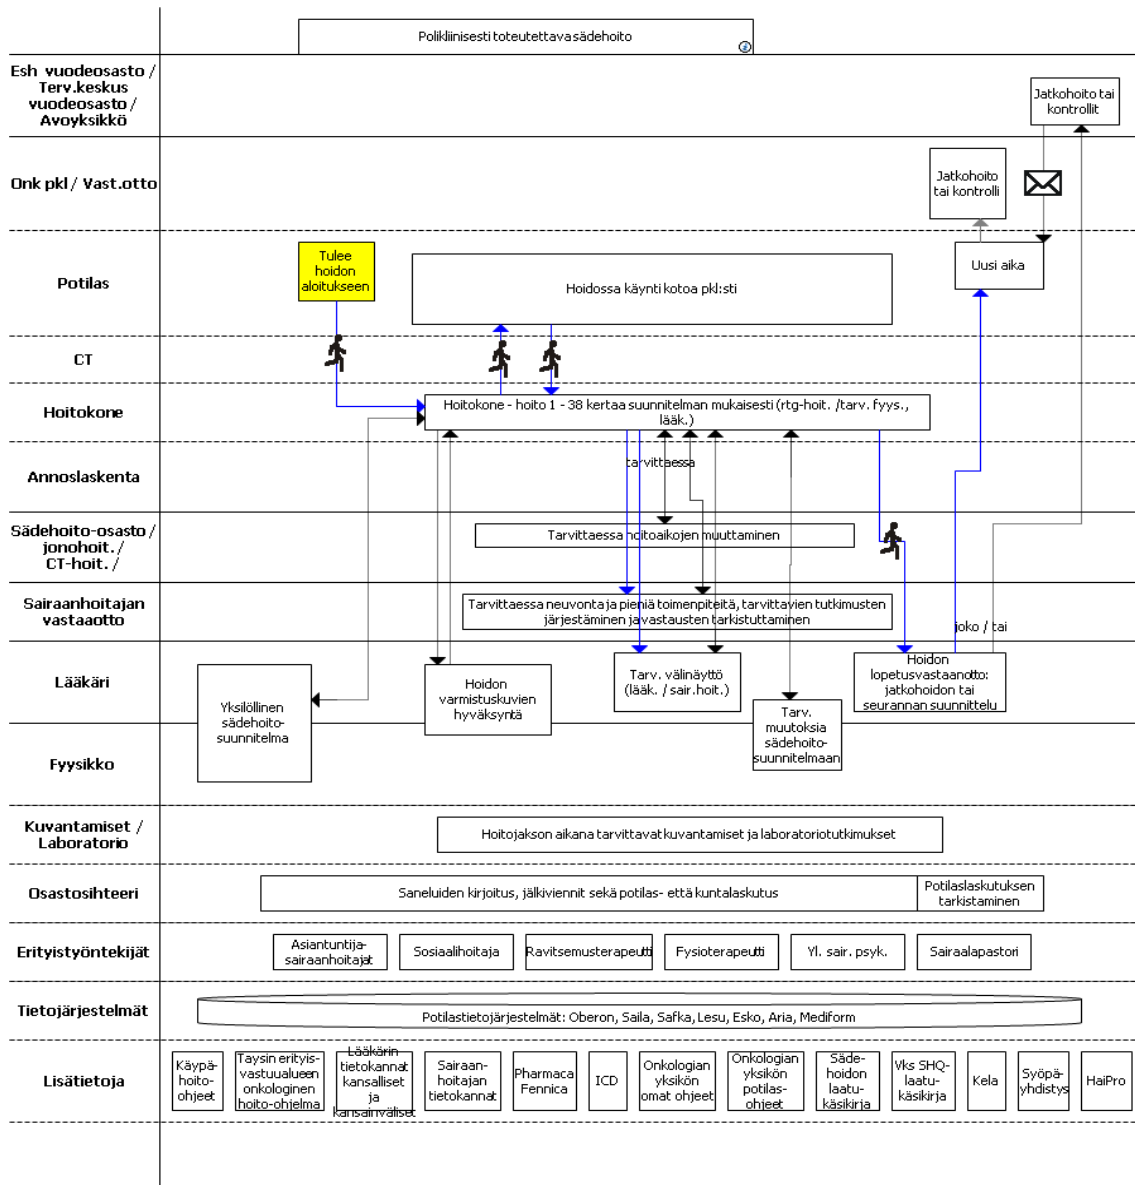 Polikliinisesti toteutettava sädehoito
Esh vuodeosasto /
Terv.keskus
vuodeosasto /
Avoyksikkö
Jatkohoito tai
kontrollit
Onk pkl / Vast.otto
Jatkohoito
tai kontrolli
Potilas
Tulee
hoidon
aloitukseen
Hoidossa käynti kotoa pkl:sti
Uusi aika
CT
Hoitokone
Hoitokone - hoito 1 - 38 kertaa suunnitelman mukaisesti (rtg-hoit. /tarv. fyys.,
lääk.)
Annoslaskenta
tarvittaessa
Sädehoito-osasto /
jonohoit. /
CT-hoit. /
Tarvittaessa hoitoaikojen muuttaminen
Sairaanhoitajan
vastaaotto
Tarvittaessa neuvonta ja pieniä toimenpiteitä, tarvittavien tutkimusten
järjestäminen ja vastausten tarkistuttaminen
joko / tai
Lääkäri
Yksilöllinen
sädehoito-
suunnitelma
Hoidon
varmistuskuvien
hyväksyntä
Tarv. välinäyttö
(lääk. / sair.hoit.)
Tarv.
muutoksia
sädehoito-
suunnitelmaan
Hoidon
lopetusvastaanotto:
jatkohoidon tai
seurannan suunnittelu
Fyysikko
Kuvantamiset /
Laboratorio
Hoitojakson aikana tarvittavat kuvantamiset ja laboratoriotutkimukset
Osastosihteeri
Saneluiden kirjoitus, jälkiviennit sekä potilas- että kuntalaskutus
Potilaslaskutuksen
tarkistaminen
Erityistyöntekijät
Asiantuntija-
sairaanhoitajat
Sosiaalihoitaja
Ravitsemusterapeutti
Fysioterapeutti
Yl. sair. psyk.
Sairaalapastori
Tietojärjestelmät
Potilastietojärjestelmät: Oberon, Saila, Safka, Lesu, Esko, Aria, Mediform
Lisätietoja
Käypä-
hoito-
ohjeet
Taysin erityis-
vastuualueen
onkologinen
hoito-ohjelma
Lääkärin
tietokannat
kansalliset
ja
kansainväliset
Sairaan-
hoitajan
tietokannat
Pharmaca
Fennica
ICD
Onkologian
yksikön
omat ohjeet
Onkologian
yksikön
potilas-
ohjeet
Säde-
hoidon
laatu-
käsikirja
Vks SHQ-
laatu-
käsikirja
Kela
Syöpä-
yhdistys
HaiPro